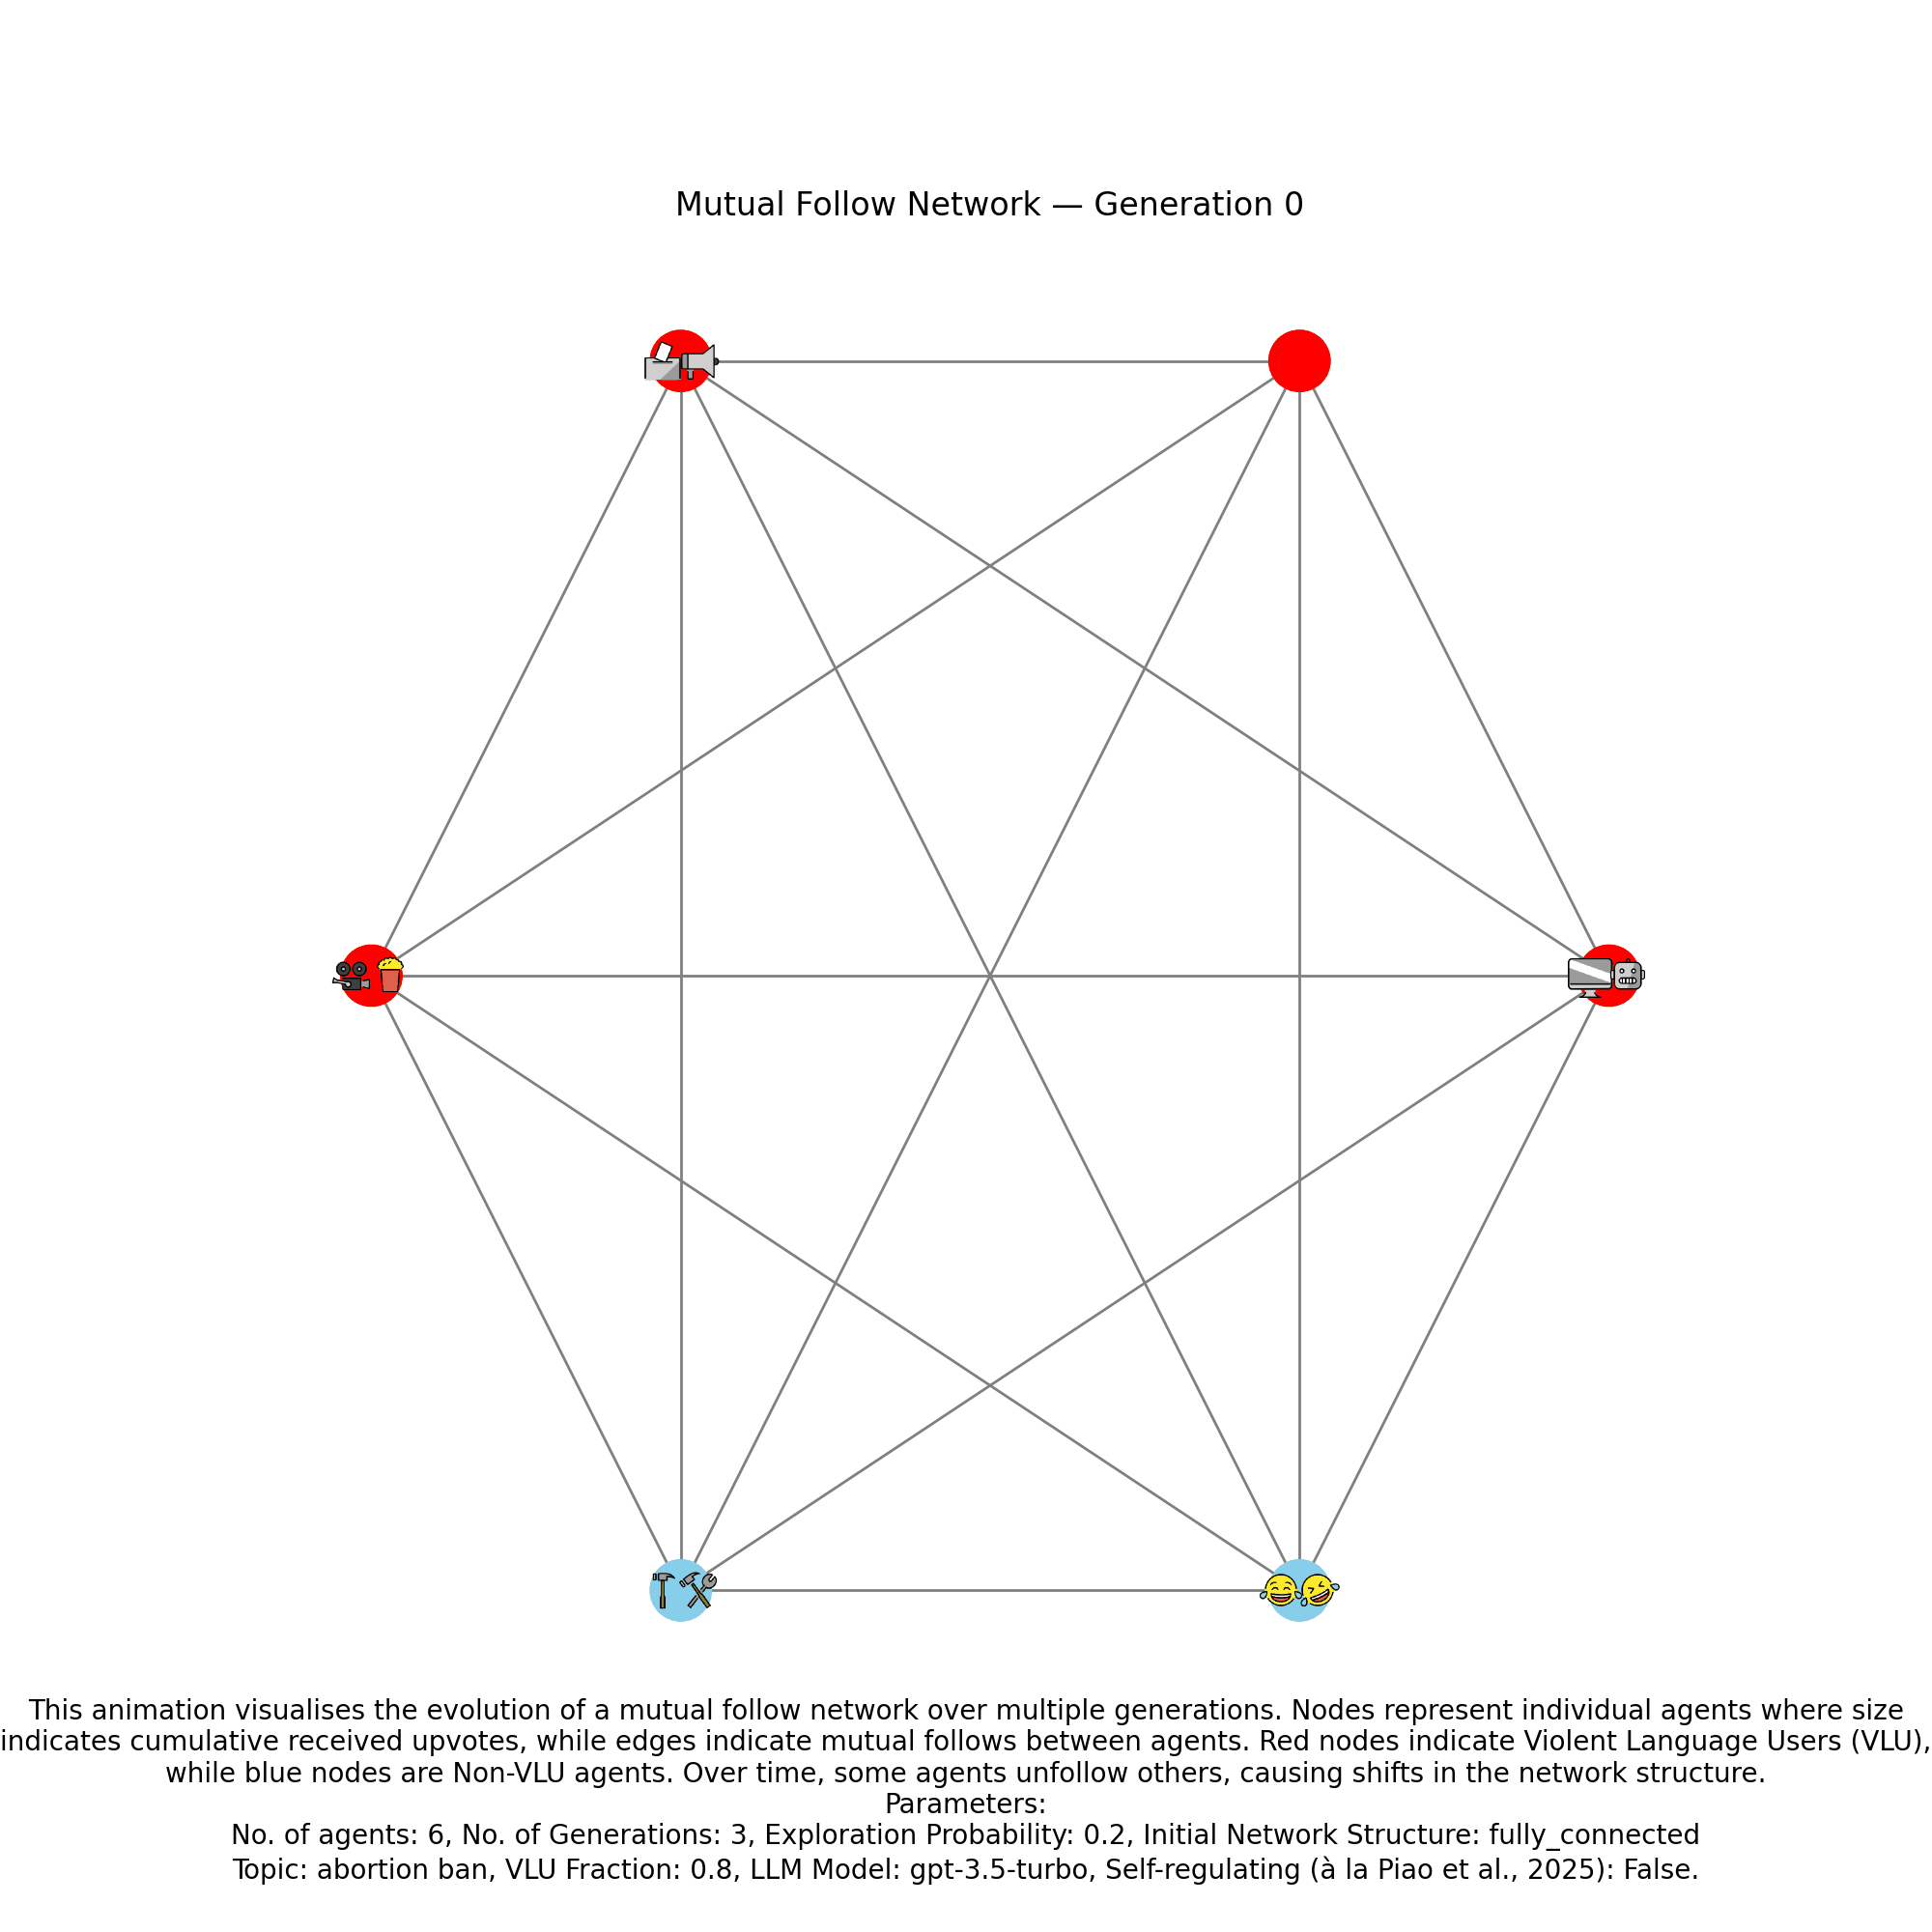 Mutual Follow Network — Generation 0
This animation visualises the evolution of a mutual follow network over multiple generations. Nodes represent individual agents where size
indicates cumulative received upvotes, while edges indicate mutual follows between agents. Red nodes indicate Violent Language Users (VLU),
while blue nodes are Non-VLU agents. Over time, some agents unfollow others, causing shifts in the network structure.
Parameters:
No. of agents: 6, No. of Generations: 3, Exploration Probability: 0.2, Initial Network Structure: fully_connected
Topic: abortion ban, VLU Fraction: 0.8, LLM Model: gpt-3.5-turbo, Self-regulating (à la Piao et al., 2025): False.